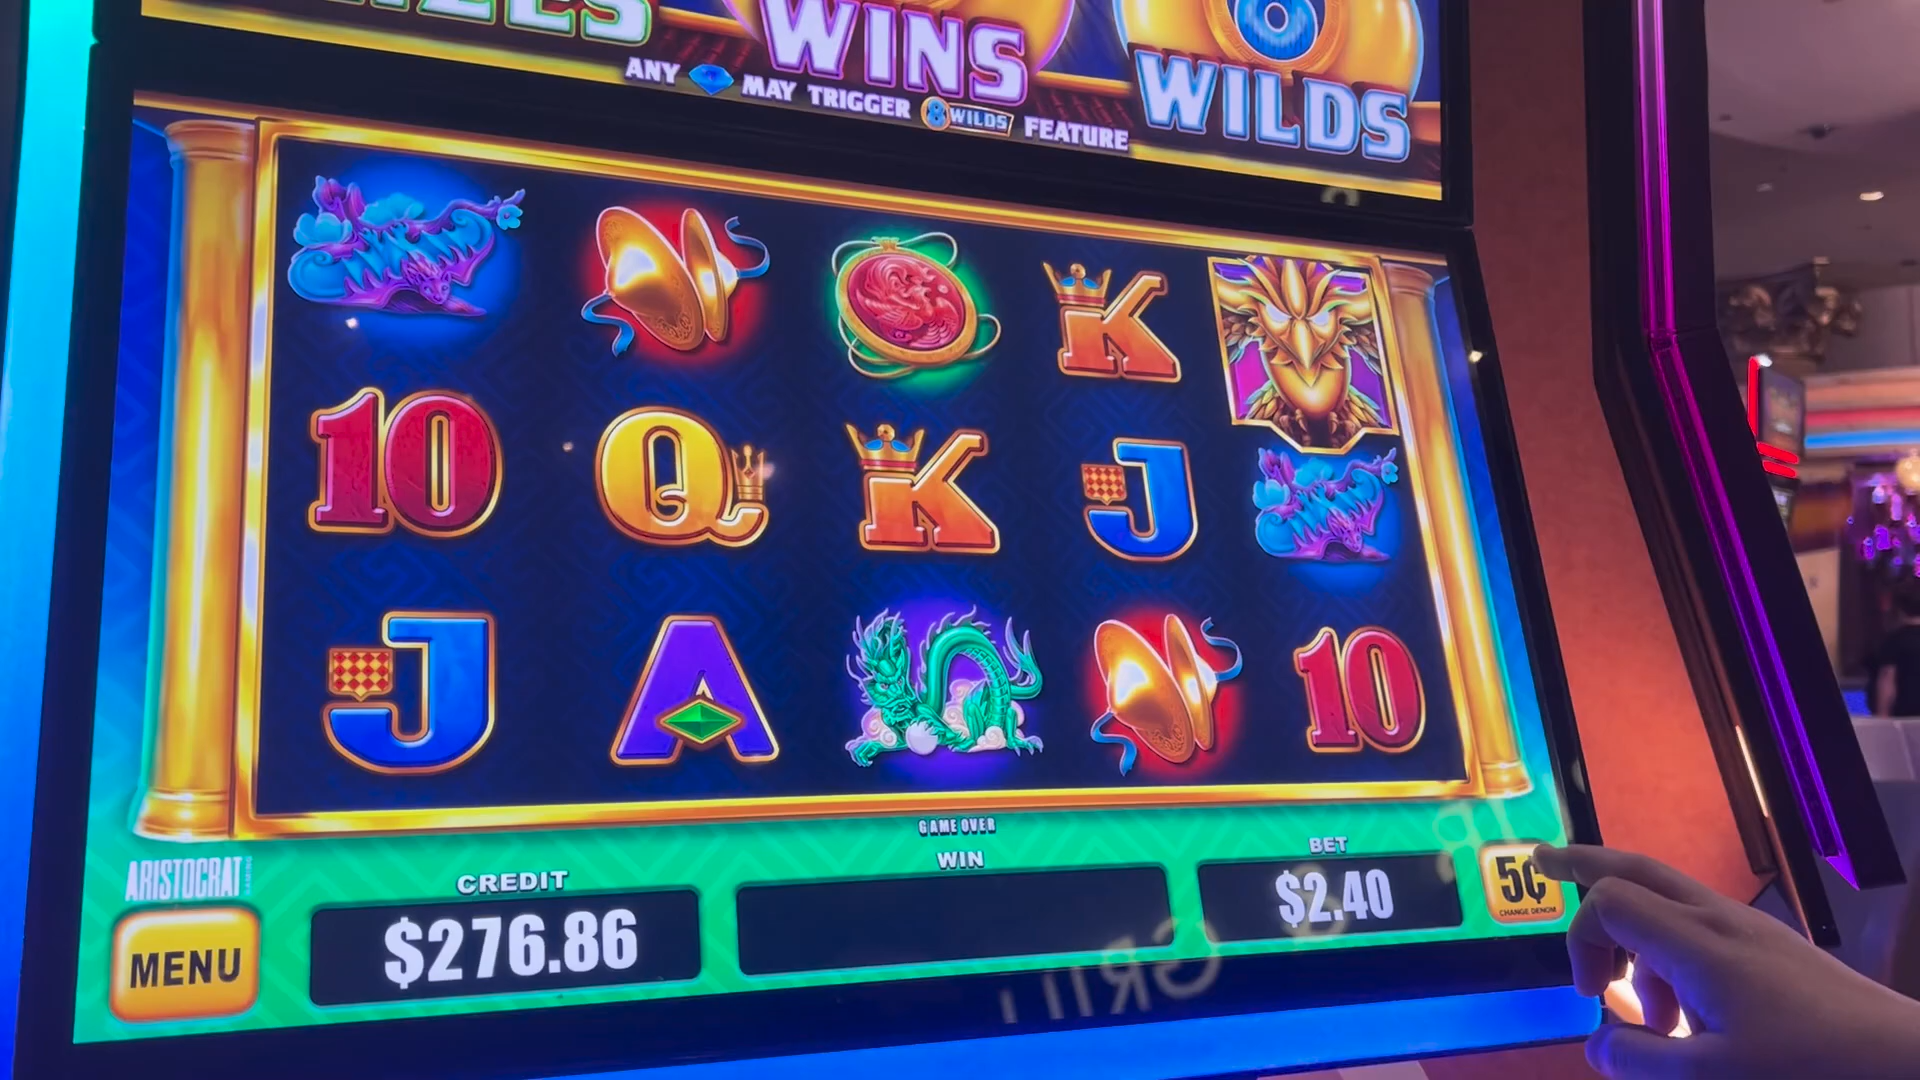 WINS
WILDS
ANY MAY TRIGGER 8 WILDS FEATURE
K
10 Q K J
J A 10
GAME OVER
ARISTOCRAT
GAMING
CREDIT
WIN
BET
MENU
$276.86
$2.40
5¢
CHANGE DENOM